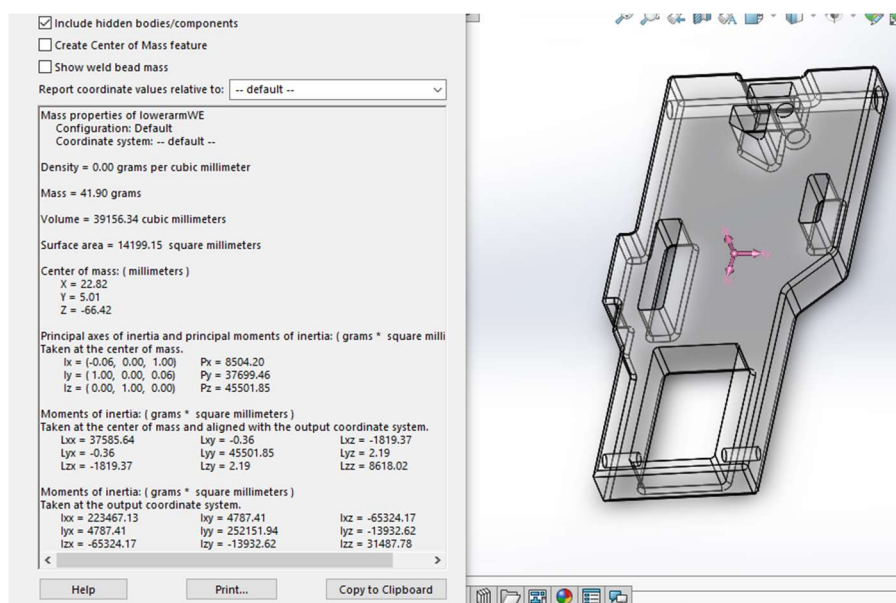 Include hidden bodies/components
Create Center of Mass feature
Show weld bead mass
Report coordinate values relative to: -- default --
Mass properties of lowerarmWE
Configuration: Default
Coordinate system: -- default --
Density = 0.00 grams per cubic millimeter
Mass = 41.90 grams
Volume = 39156.34 cubic millimeters
Surface area = 14199.15 square millimeters
Center of mass: ( millimeters )
X = 22.82
Y = 5.01
Z = -66.42
Principal axes of inertia and principal moments of inertia: ( grams * square milli
Taken at the center of mass.
Ix = (-0.06, 0.00, 1.00) Px = 8504.20
Iy = ( 1.00, 0.00, 0.06) Py = 37699.46
Iz = ( 0.00, 1.00, 0.00) Pz = 45501.85
Moments of inertia: ( grams * square millimeters )
Taken at the center of mass and aligned with the output coordinate system.
Lxx = 37585.64 Lxy = -0.36 Lxz = -1819.37
Lyx = -0.36 Lyy = 45501.85 Lyz = 2.19
Lzx = -1819.37 Lzy = 2.19 Lzz = 8618.02
Moments of inertia: ( grams * square millimeters )
Taken at the output coordinate system.
Ixx = 223467.13 Ixy = 4787.41 Ixz = -65324.17
Iyx = 4787.41 Iyy = 252151.94 Iyz = -13932.62
Izx = -65324.17 Izy = -13932.62 Izz = 31487.78
Help Print... Copy to Clipboard